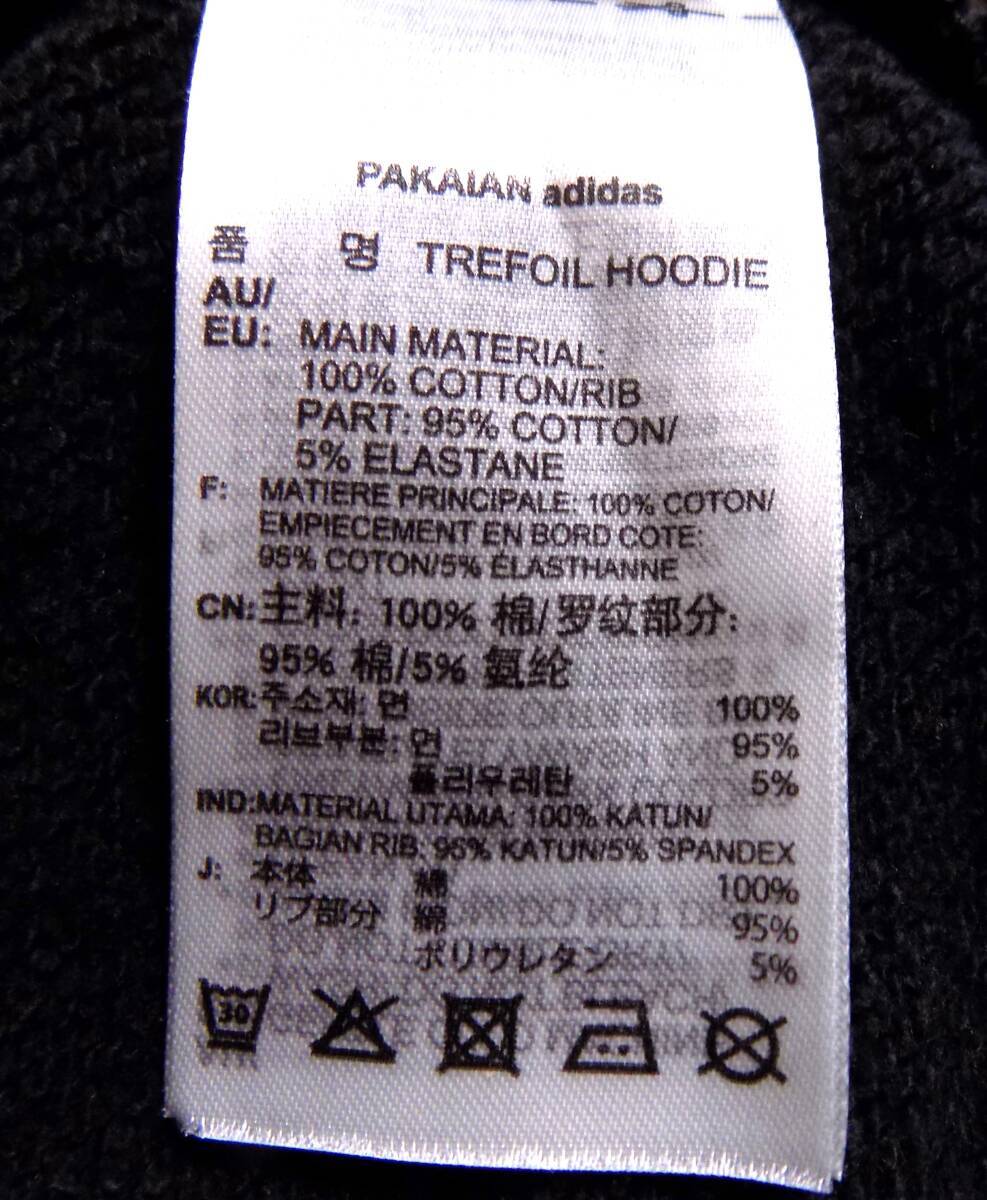 PAKAIAN adidas
품 명 TREFOIL HOODIE
AU/
EU: MAIN MATERIAL:
100% COTTON/RIB
PART: 95% COTTON/
5% ELASTANE
F: MATIERE PRINCIPALE: 100% COTON/
EMPIECEMENT EN BORD COTE:
95% COTON/5% ÉLASTHANNE
CN: 主料: 100% 棉/罗纹部分:
95% 棉/5% 氨纶
KOR: 주소재: 면 100%
리브부분: 면 95%
폴리우레탄 5%
IND: MATERIAL UTAMA: 100% KATUN/
BAGIAN RIB: 95% KATUN/5% SPANDEX
J: 本体 綿 100%
リブ部分 綿 95%
ポリウレタン 5%
30